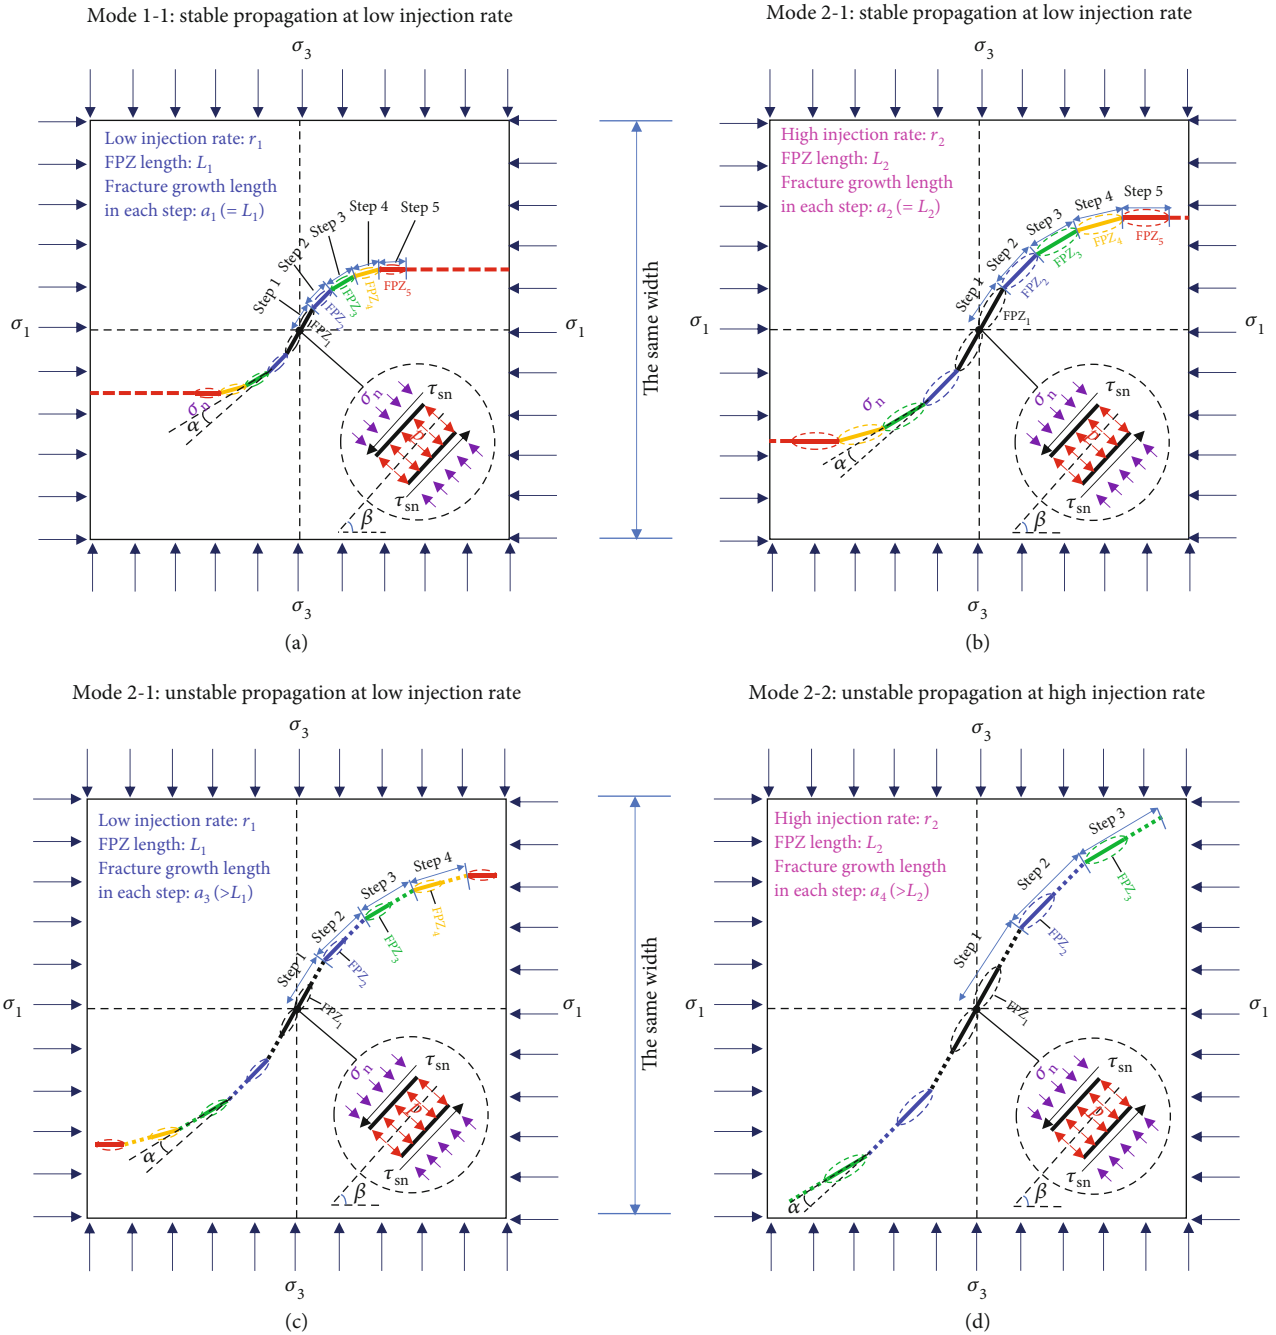 Mode 1-1: stable propagation at low injection rate
σ3
Low injection rate: r1
FPZ length: L1
Fracture growth length
in each step: a1 (= L1)
Step 1
Step 2
Step 3
Step 4
Step 5
FPZ1
FPZ2
FPZ3
FPZ4
FPZ5
σ1
σ1
σn
α
σn
τsn
p
τsn
β
σ3
(a)
The same width
Mode 2-1: stable propagation at low injection rate
σ3
High injection rate: r2
FPZ length: L2
Fracture growth length
in each step: a2 (= L2)
Step 1
Step 2
Step 3
Step 4
Step 5
FPZ1
FPZ2
FPZ3
FPZ4
FPZ5
σ1
σ1
σn
α
σn
τsn
p
τsn
β
σ3
(b)
Mode 2-1: unstable propagation at low injection rate
σ3
Low injection rate: r1
FPZ length: L1
Fracture growth length
in each step: a3 (>L1)
Step 1
Step 2
Step 3
Step 4
FPZ1
FPZ2
FPZ3
FPZ4
σ1
σ1
α
σn
τsn
p
τsn
β
σ3
(c)
The same width
Mode 2-2: unstable propagation at high injection rate
σ3
High injection rate: r2
FPZ length: L2
Fracture growth length
in each step: a4 (>L2)
Step 1
Step 2
Step 3
FPZ1
FPZ2
FPZ3
σ1
α
σn
τsn
p
τsn
β
σ3
(d)